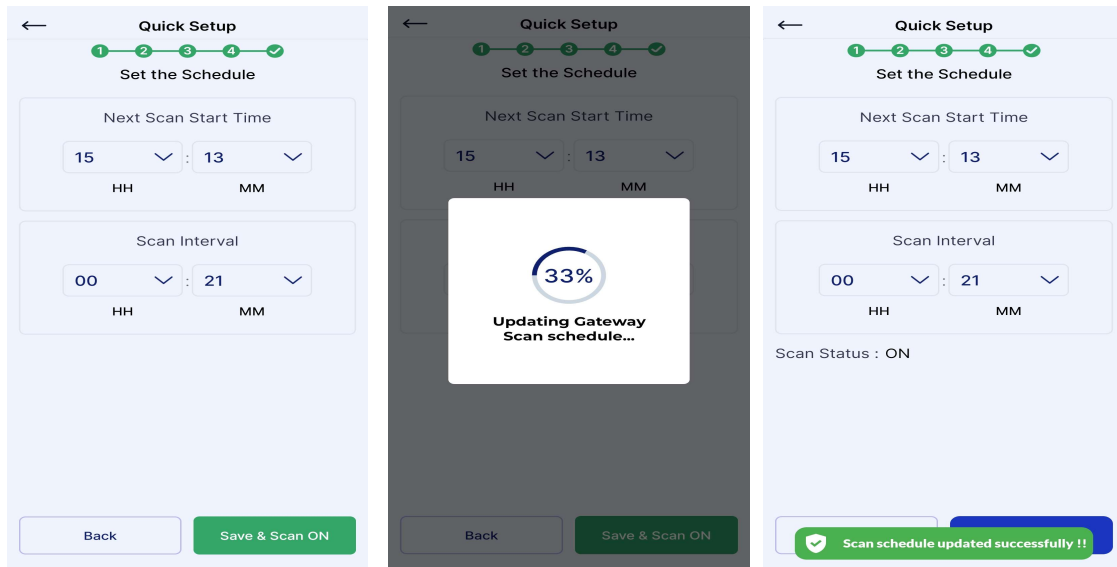 Quick Setup
1 2 3 4
Set the Schedule
Next Scan Start Time
15 : 13
HH MM
Scan Interval
00 : 21
HH MM
Back Save & Scan ON
Quick Setup
1 2 3 4
Set the Schedule
Next Scan Start Time
15 : 13
HH MM
33%
Updating Gateway
Scan schedule...
Back Save & Scan ON
Quick Setup
1 2 3 4
Set the Schedule
Next Scan Start Time
15 : 13
HH MM
Scan Interval
00 : 21
HH MM
Scan Status : ON
Scan schedule updated successfully !!